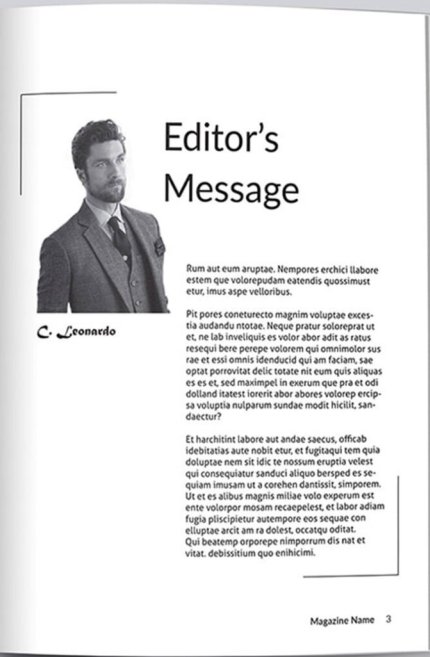 Editor's
Message
C. Leonardo
Rum aut eum aruptae. Nempores erchici llabore
estem que volorepudam eatendis quossimust
etur, imus aspe velloribus.
Pit pores coneturecto magnim voluptae exces-
tia audandu ntotae. Neque pratur soloreprat ut
et, ne lab inveliquis es volor abor adit as ratus
resequi bere perepe volorem qui omnimolor sus
rae et essi omnis idenducid qui am faciam, sae
optat porrovitat delic totate nit eum quis aliquas
es es et, sed maximpel in exerum que pra et odi
dolland itatest iorerit abor abores volorep ercip-
sa voluptia nulparum sundae modit hicilit, san-
daectur?
Et harchitint labore aut andae saecus, officab
idebitatias aute nobit etur, et fugitaqui tem quia
doluptae nem sit idic te nossum eruptia velest
qui consequiatur sanduci aliquo bersped es se-
quiam imusam ut a corehen dantissit, simporem.
Ut et es alibus magnis miliae volo experum est
ente volorpor mosam recaepelest, et labor adiam
fugia pliscipietur autempore eos sequae con
elluptae arcit am ra dolest, occatqu oditat.
Qui beatemp orporepe nimporrum dis nat et
vitat. debissitium quo enihicimi.
Magazine Name 3